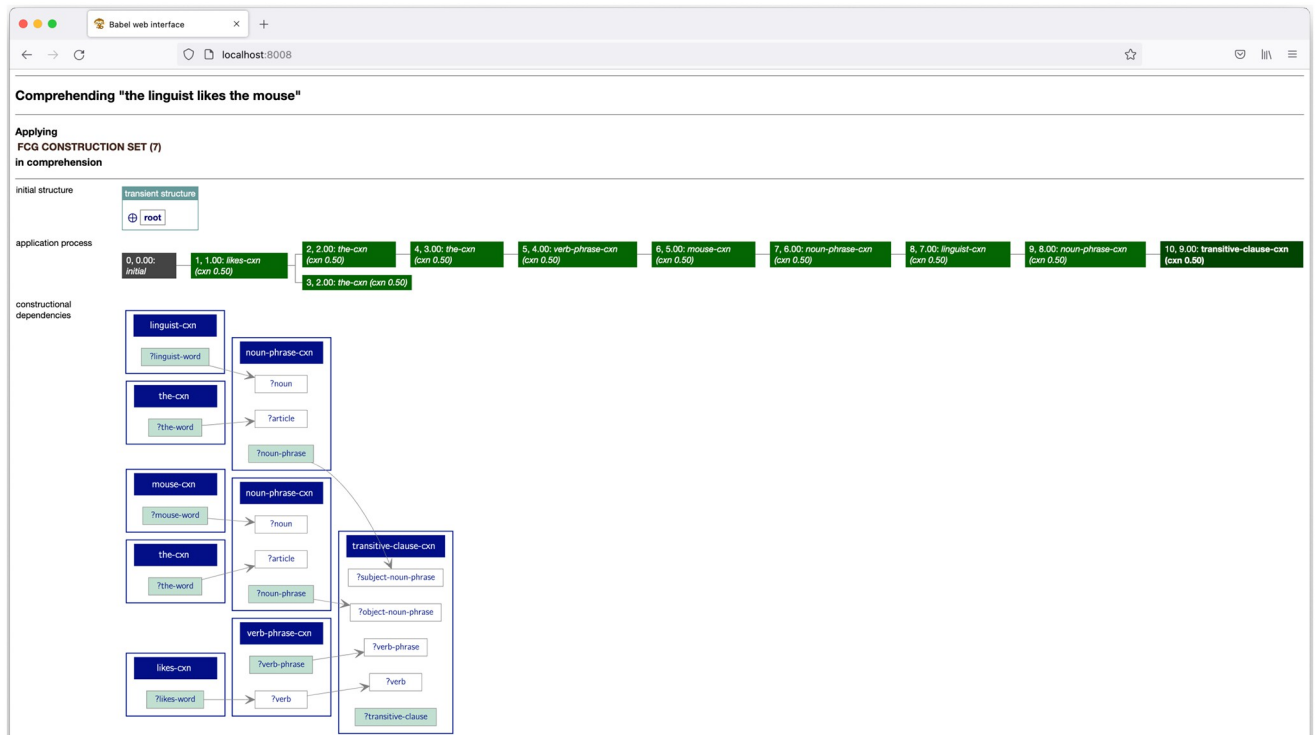 Babel web interface
localhost:8008
Comprehending "the linguist likes the mouse"
Applying
FCG CONSTRUCTION SET (7)
in comprehension
initial structure
transient structure
root
application process
0, 0.00:
initial
1, 1.00: likes-cxn
(cxn 0.50)
2, 2.00: the-cxn
(cxn 0.50)
4, 3.00: the-cxn
(cxn 0.50)
5, 4.00: verb-phrase-cxn
(cxn 0.50)
6, 5.00: mouse-cxn
(cxn 0.50)
7, 6.00: noun-phrase-cxn
(cxn 0.50)
8, 7.00: linguist-cxn
(cxn 0.50)
9, 8.00: noun-phrase-cxn
(cxn 0.50)
10, 9.00: transitive-clause-cxn
(cxn 0.50)
3, 2.00: the-cxn (cxn 0.50)
constructional
dependencies
linguist-cxn
?linguist-word
the-cxn
?the-word
noun-phrase-cxn
?noun
?article
?noun-phrase
mouse-cxn
?mouse-word
the-cxn
?the-word
noun-phrase-cxn
?noun
?article
?noun-phrase
likes-cxn
?likes-word
verb-phrase-cxn
?verb-phrase
?verb
transitive-clause-cxn
?subject-noun-phrase
?object-noun-phrase
?verb-phrase
?verb
?transitive-clause